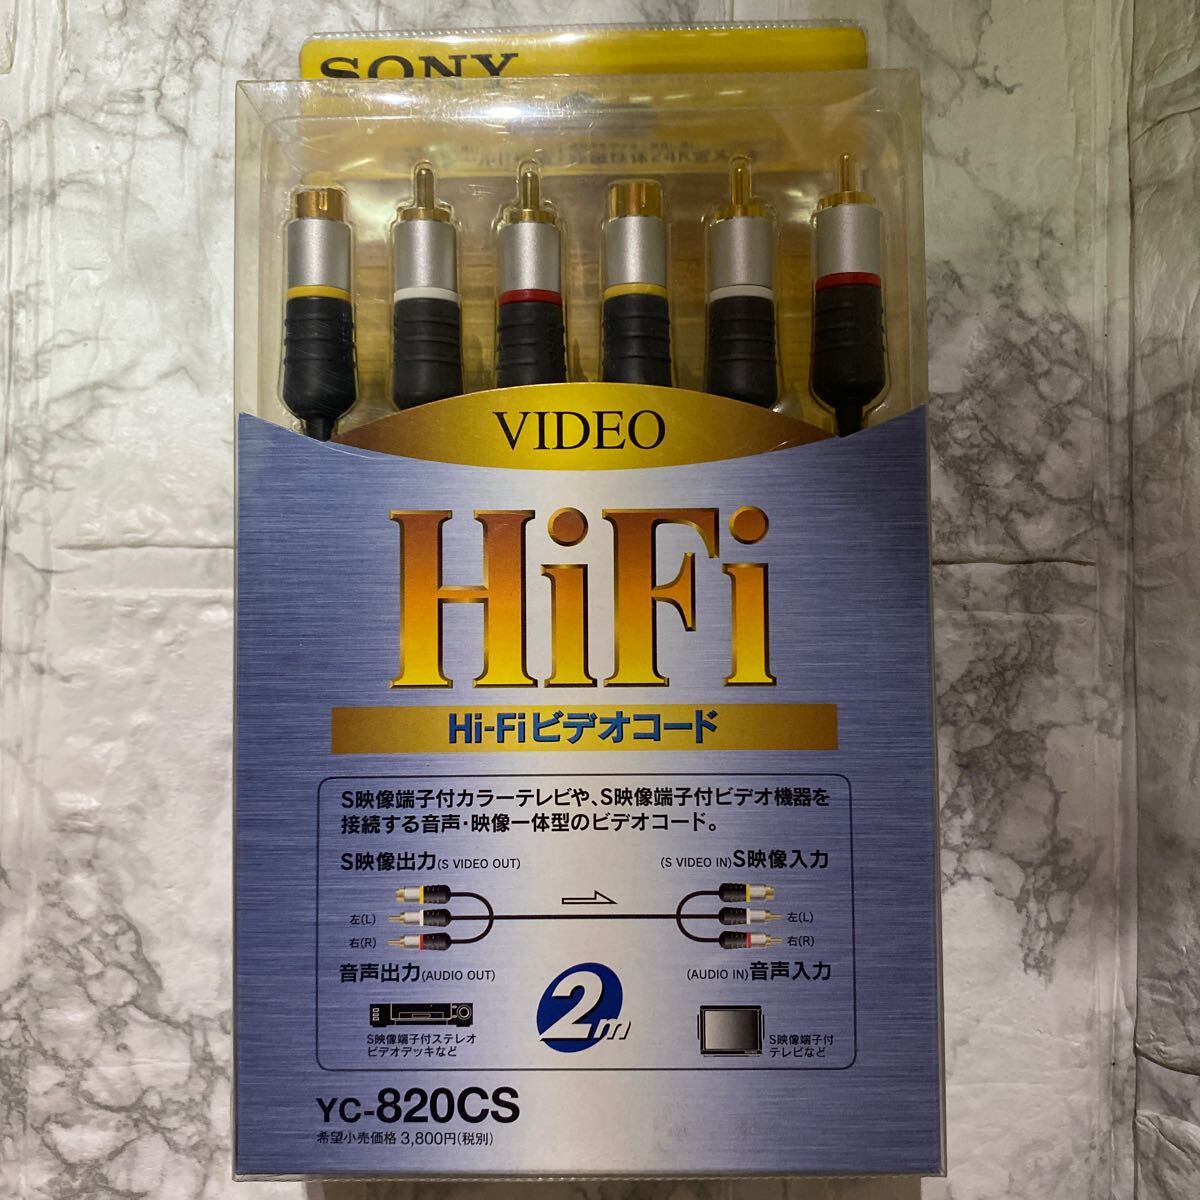 SONY
VIDEO
HiFi
Hi-Fiビデオコード
S映像端子付カラーテレビや、S映像端子付ビデオ機器を
接続する音声・映像一体型のビデオコード。
S映像出力(S VIDEO OUT)
(S VIDEO IN)S映像入力
左(L)
左(L)
右(R)
右(R)
音声出力(AUDIO OUT)
(AUDIO IN)音声入力
2m
S映像端子付ステレオ
ビデオデッキなど
S映像端子付
テレビなど
YC-820CS
希望小売価格 3,800円(税別)